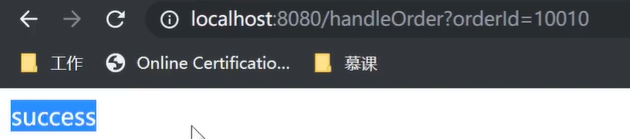 localhost:8080/handleOrder?orderId=10010
工作 Online Certificatio... 慕课
success